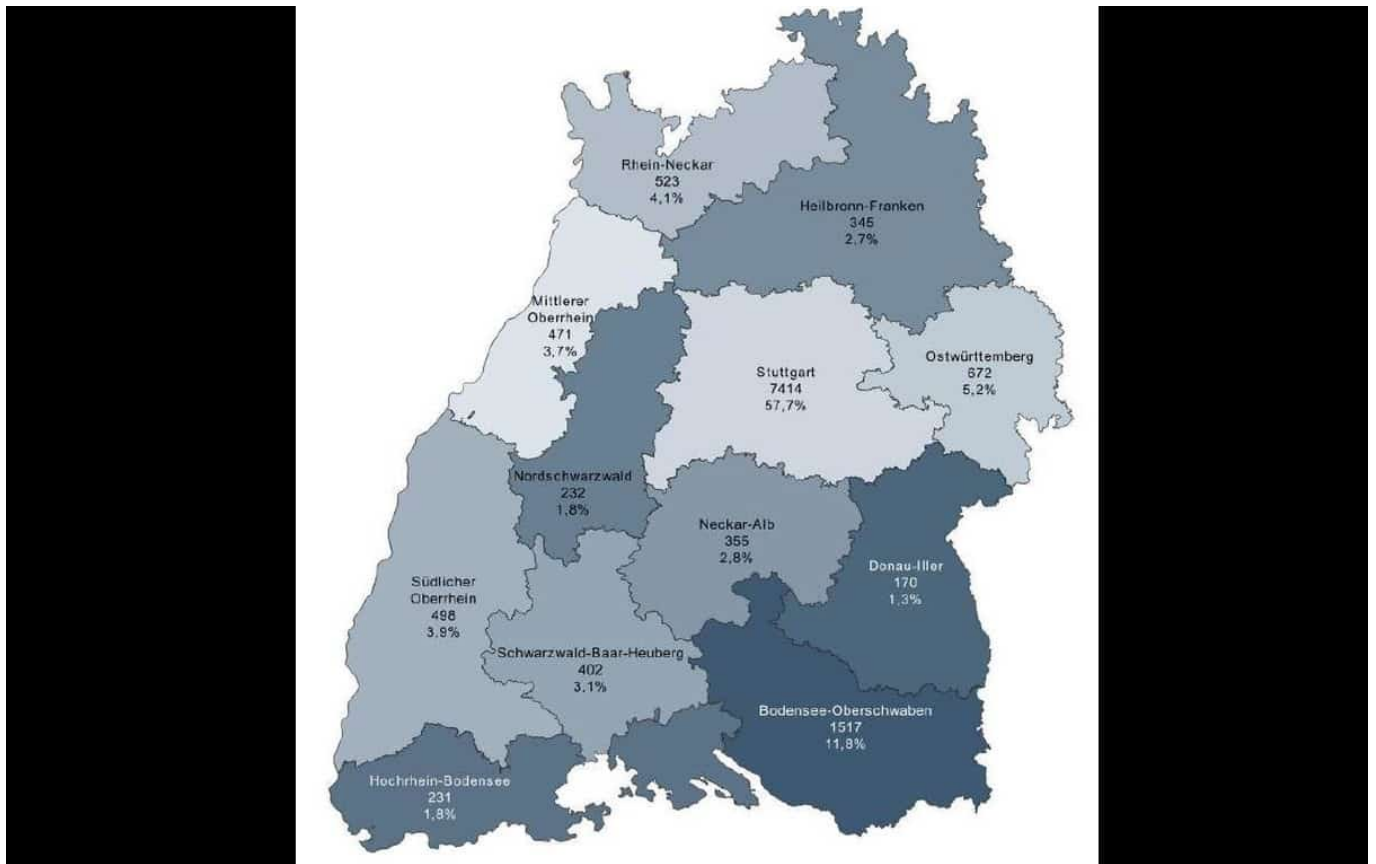 Rhein-Neckar
523
4,1%
Heilbronn-Franken
345
2,7%
Mittlerer
Oberrhein
471
3,7%
Stuttgart
7414
57,7%
Ostwürttemberg
672
5,2%
Nordschwarzwald
232
1,8%
Neckar-Alb
355
2,8%
Donau-Iller
170
1,3%
Südlicher
Oberrhein
498
3,9%
Schwarzwald-Baar-Heuberg
402
3,1%
Bodensee-Oberschwaben
1517
11,8%
Hochrhein-Bodensee
231
1,8%